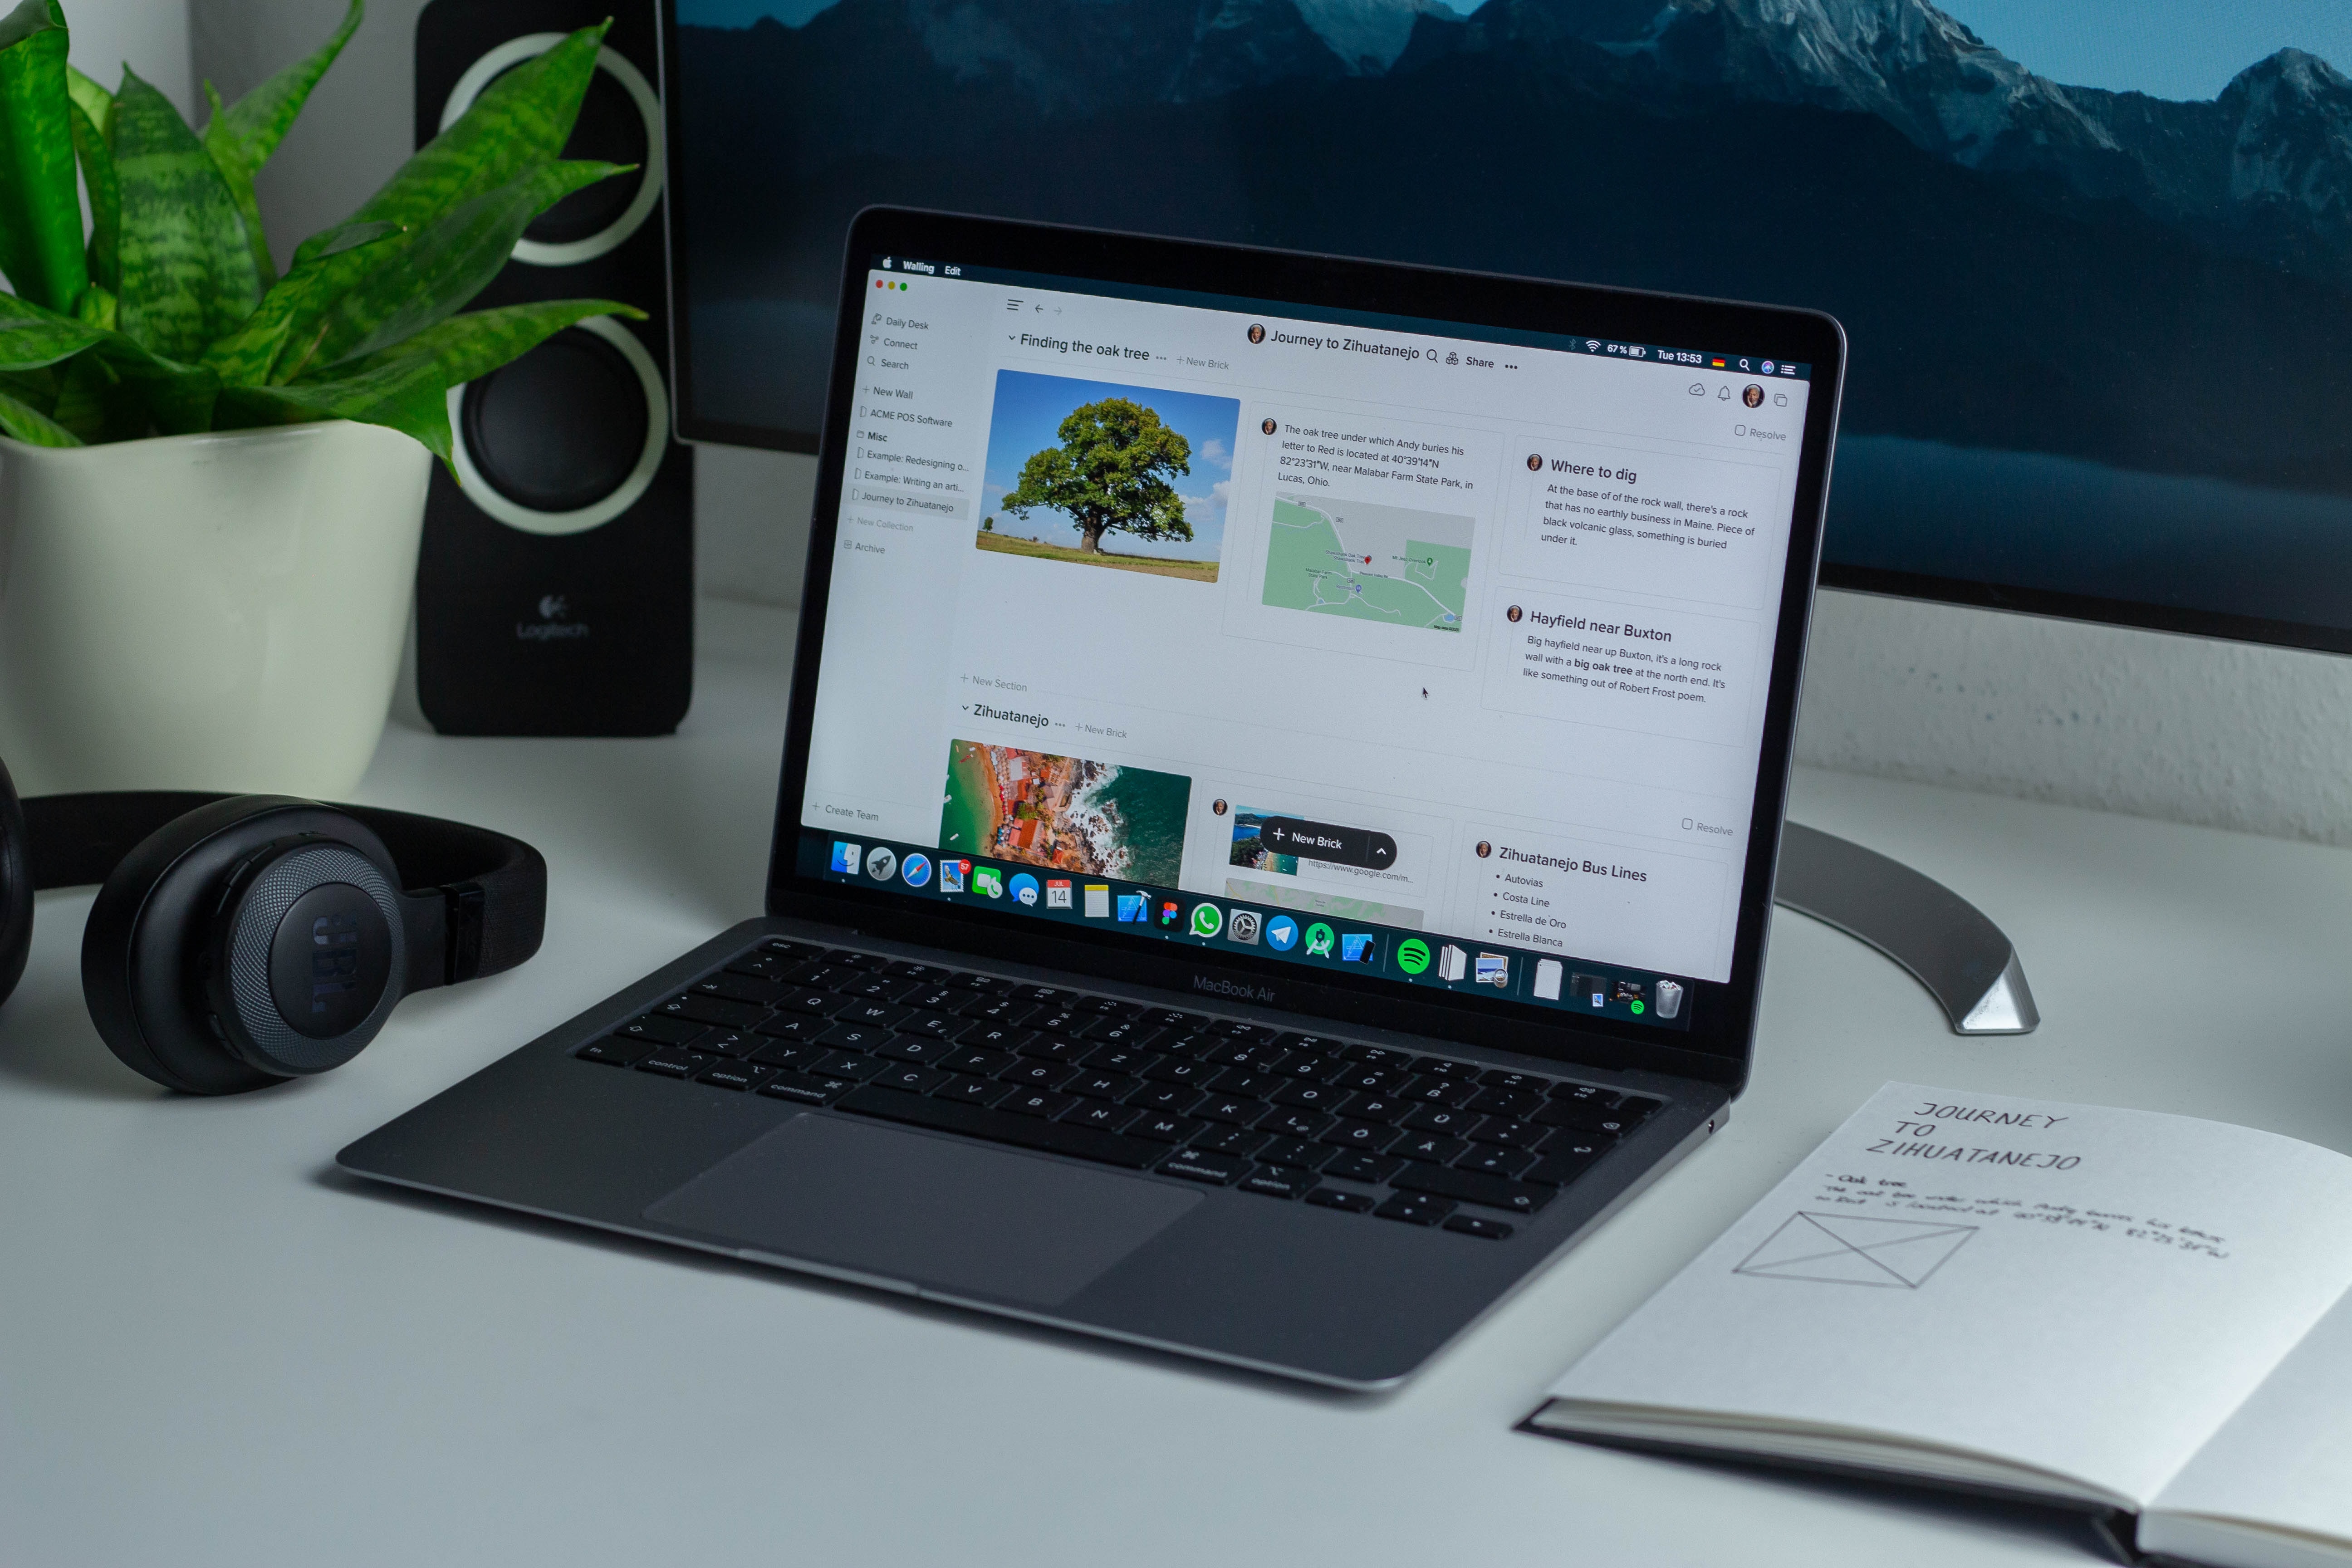 Walling Edit
67 % Tue 13:53
Daily Desk
Connect
Search
+ New Wall
ACME POS Software
Misc
Example: Redesigning o...
Example: Writing an arti...
Journey to Zihuatanejo
+ New Collection
Archive
+ Create Team
Journey to Zihuatanejo
Share
Finding the oak tree
+ New Brick
Resolve
The oak tree under which Andy buries his
letter to Red is located at 40°39'14"N
82°23'31"W, near Malabar Farm State Park, in
Lucas, Ohio.
Where to dig
At the base of of the rock wall, there's a rock
that has no earthly business in Maine. Piece of
black volcanic glass, something is buried
under it.
Hayfield near Buxton
Big hayfield near up Buxton, it's a long rock
wall with a big oak tree at the north end. It's
like something out of Robert Frost poem.
+ New Section
Zihuatanejo
+ New Brick
Resolve
+ New Brick
https://www.google.com/m...
Zihuatanejo Bus Lines
• Autovias
• Costa Line
• Estrella de Oro
• Estrella Blanca
57
JUL
14
MacBook Air
esc
Q W E R T Z U I O P Ü
A S D F G H J K L Ö Ä
Y X C V B N M
fn control option command command option
Logitech
JBL
JOURNEY
TO
ZIHUATANEJO
- Oak tree
The oak tree under which Andy buries his letter
to Red is located at